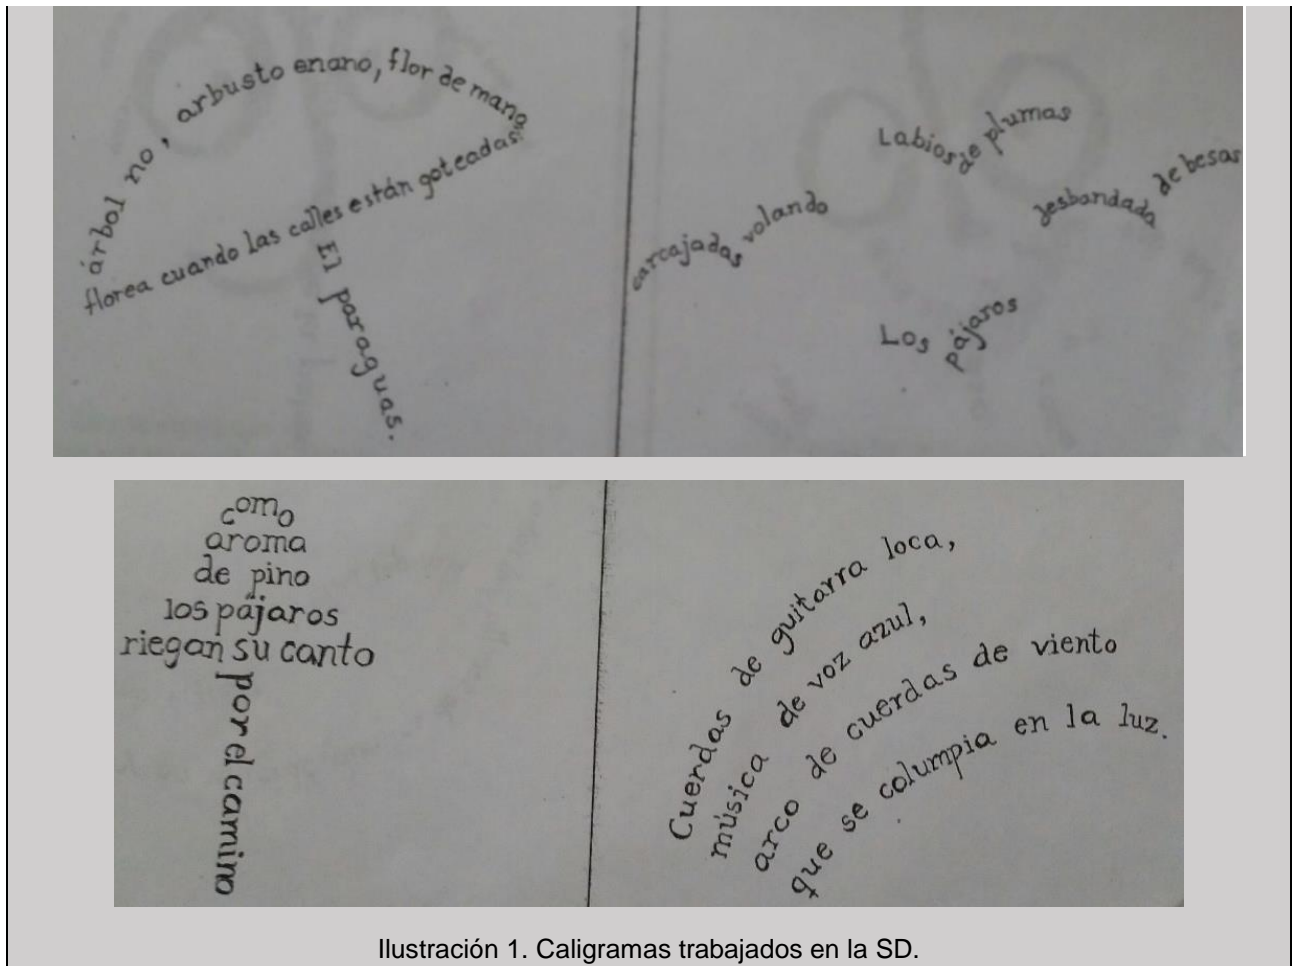 árbol no, arbusto enano, flor de mano
florea cuando las calles están goteadas:
El paraguas.
Labios de plumas
carcajadas volando
desbandada de besos
Los pájaros
como
aroma
de pino
los pájaros
riegan su canto
por el camino
Cuerdas de guitarra loca,
música de voz azul,
arco de cuerdas de viento
que se columpia en la luz.
Ilustración 1. Caligramas trabajados en la SD.